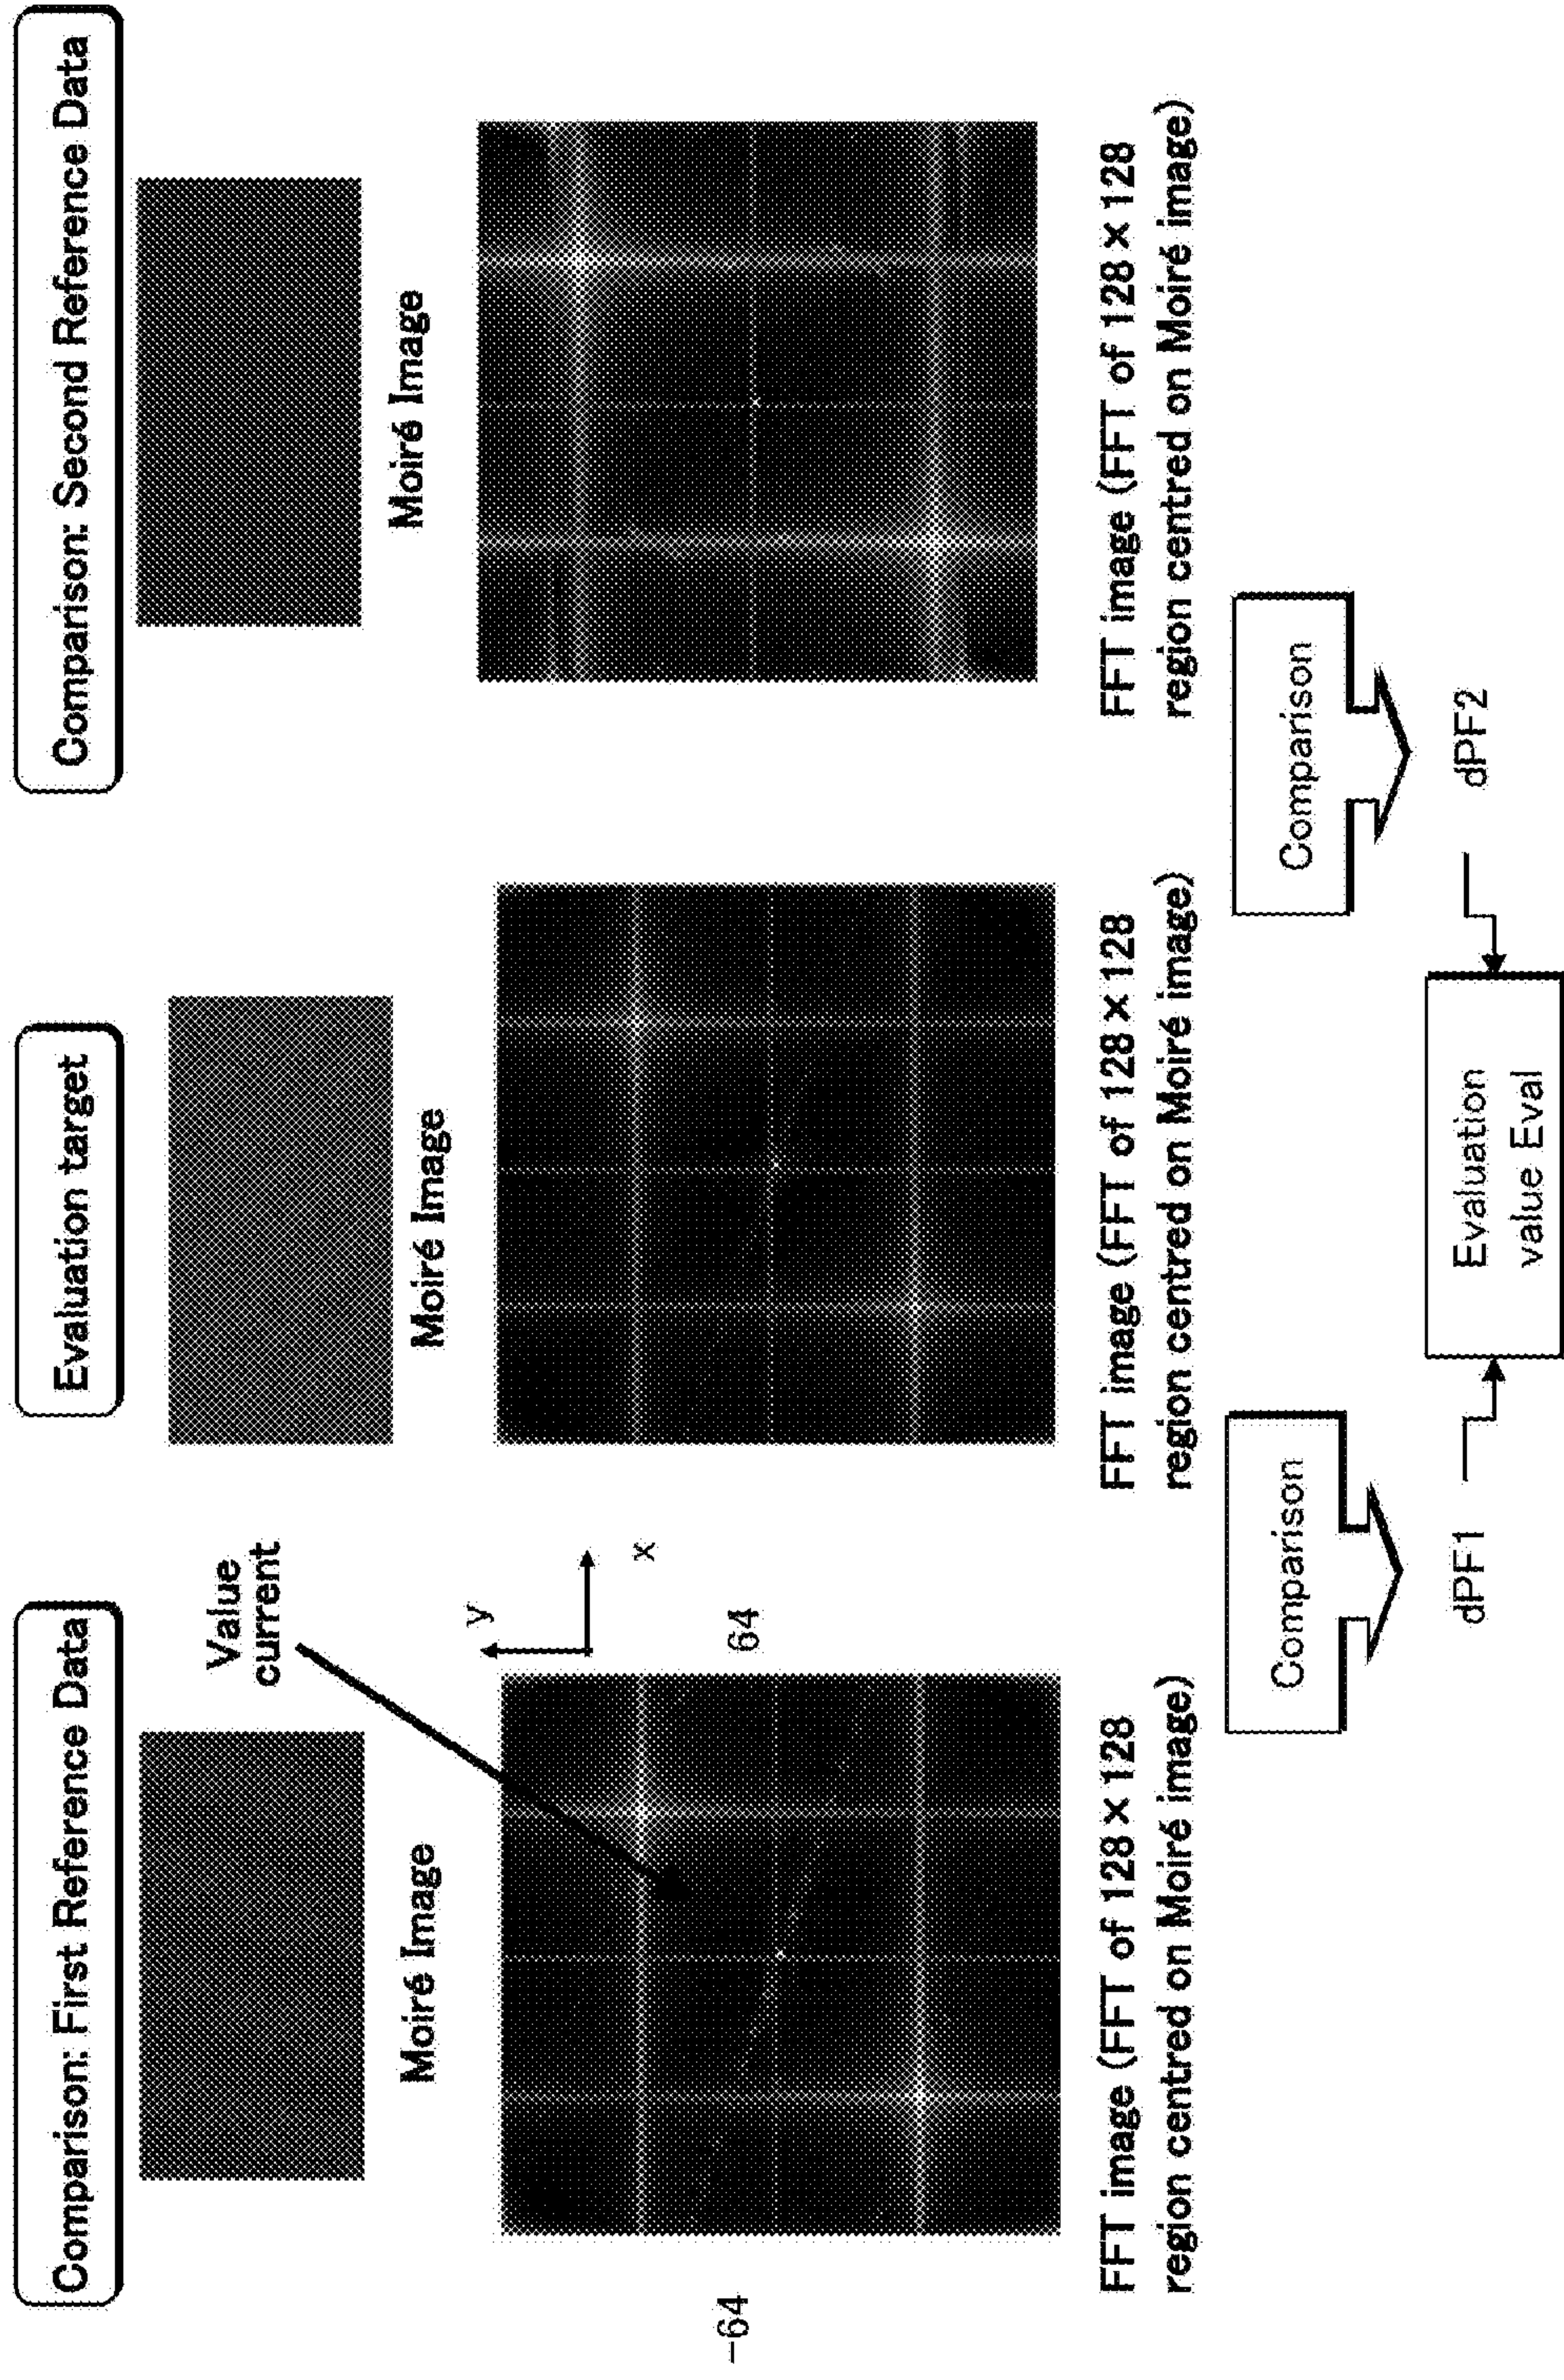 Comparison: First Reference Data
Evaluation target
Comparison: Second Reference Data
Value
current
Moiré Image
Moiré Image
Moiré Image
y
x
-64
64
FFT image (FFT of 128×128
region centred on Moiré image)
FFT image (FFT of 128×128
region centred on Moiré image)
FFT image (FFT of 128×128
region centred on Moiré image)
Comparison
Comparison
dPF1
dPF2
Evaluation
value Eval